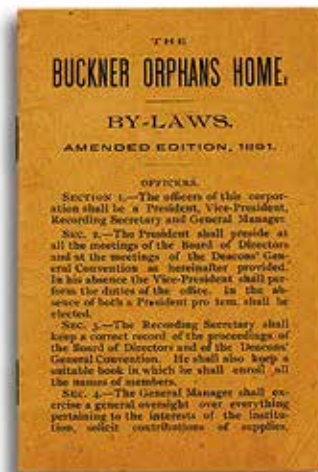 THE
BUCKNER ORPHANS HOME.
BY-LAWS.
AMENDED EDITION, 1891.
OFFICERS.
SECTION 1.—The officers of this corpor-
ation shall be a President, Vice-President,
Recording Secretary and General Manager.
SEC. 2.—The President shall preside at
all the meetings of the Board of Directors
and at the meetings of the Deacons' Gen-
eral Convention as hereinafter provided.
In his absence the Vice-President shall per-
form the duties of the office. In the ab-
sence of both a President pro tem. shall be
elected.
SEC. 3.—The Recording Secretary shall
keep a correct record of the proceedings of
the Board of Directors and of the Deacons'
General Convention. He shall also keep a
suitable book in which he shall enroll all
the names of members.
SEC. 4.—The General Manager shall ex-
ercise a general oversight over everything
pertaining to the interests of the institu-
tion, solicit contributions of supplies,